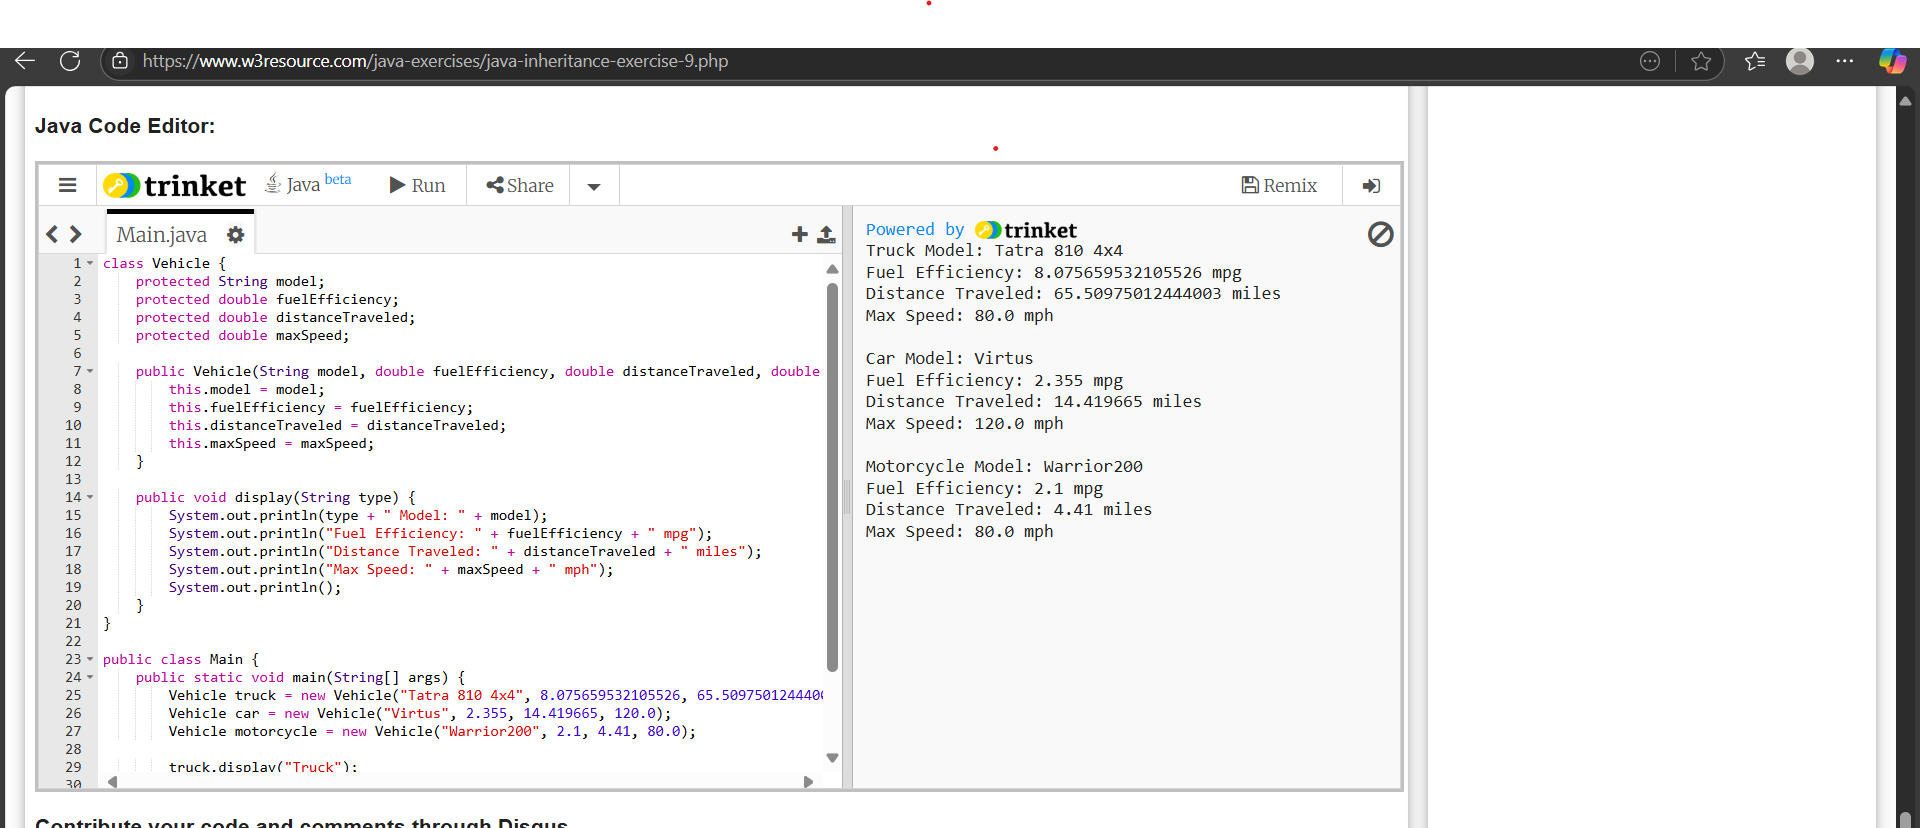 https://www.w3resource.com/java-exercises/java-inheritance-exercise-9.php
Java Code Editor:
trinket Java beta Run Share Remix
Main.java
1 class Vehicle {
2 protected String model;
3 protected double fuelEfficiency;
4 protected double distanceTraveled;
5 protected double maxSpeed;
6
7 public Vehicle(String model, double fuelEfficiency, double distanceTraveled, double
8 this.model = model;
9 this.fuelEfficiency = fuelEfficiency;
10 this.distanceTraveled = distanceTraveled;
11 this.maxSpeed = maxSpeed;
12 }
13
14 public void display(String type) {
15 System.out.println(type + " Model: " + model);
16 System.out.println("Fuel Efficiency: " + fuelEfficiency + " mpg");
17 System.out.println("Distance Traveled: " + distanceTraveled + " miles");
18 System.out.println("Max Speed: " + maxSpeed + " mph");
19 System.out.println();
20 }
21 }
22
23 public class Main {
24 public static void main(String[] args) {
25 Vehicle truck = new Vehicle("Tatra 810 4x4", 8.075659532105526, 65.5097501244400
26 Vehicle car = new Vehicle("Virtus", 2.355, 14.419665, 120.0);
27 Vehicle motorcycle = new Vehicle("Warrior200", 2.1, 4.41, 80.0);
28
29 truck.display("Truck");
30
Powered by trinket
Truck Model: Tatra 810 4x4
Fuel Efficiency: 8.075659532105526 mpg
Distance Traveled: 65.50975012444003 miles
Max Speed: 80.0 mph
Car Model: Virtus
Fuel Efficiency: 2.355 mpg
Distance Traveled: 14.419665 miles
Max Speed: 120.0 mph
Motorcycle Model: Warrior200
Fuel Efficiency: 2.1 mpg
Distance Traveled: 4.41 miles
Max Speed: 80.0 mph
Contribute your code and comments through Disqus.